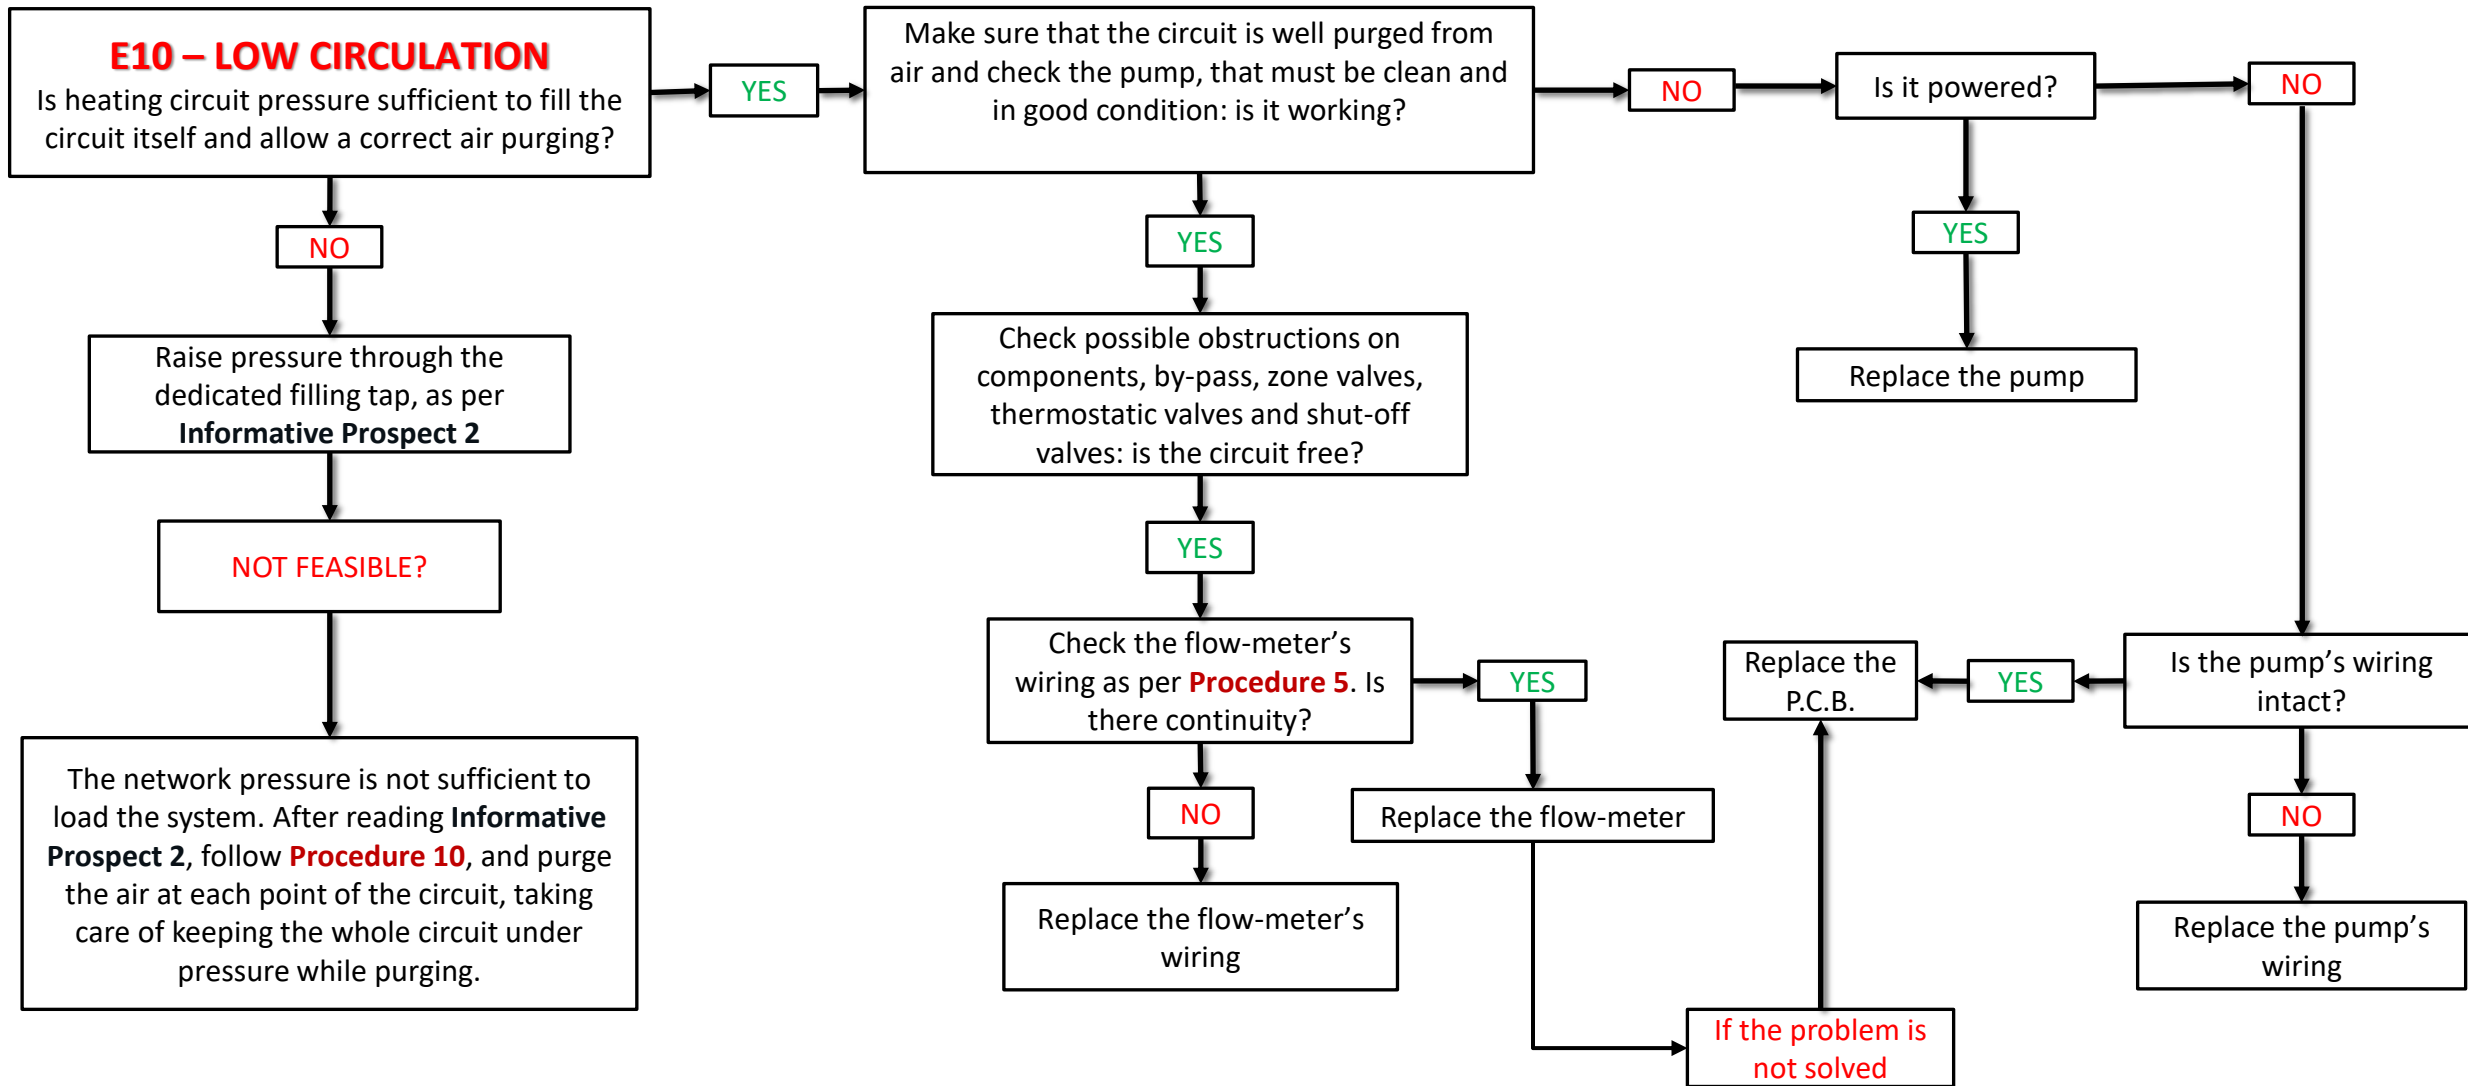 E10 – LOW CIRCULATION
Is heating circuit pressure sufficient to fill the
circuit itself and allow a correct air purging?
YES
Make sure that the circuit is well purged from
air and check the pump, that must be clean and
in good condition: is it working?
NO
Is it powered?
NO
NO
YES
YES
Raise pressure through the
dedicated filling tap, as per
Informative Prospect 2
Check possible obstructions on
components, by-pass, zone valves,
thermostatic valves and shut-off
valves: is the circuit free?
Replace the pump
NOT FEASIBLE?
YES
Check the flow-meter’s
wiring as per Procedure 5. Is
there continuity?
YES
Replace the
P.C.B.
YES
Is the pump’s wiring
intact?
The network pressure is not sufficient to
load the system. After reading Informative
Prospect 2, follow Procedure 10, and purge
the air at each point of the circuit, taking
care of keeping the whole circuit under
pressure while purging.
NO
Replace the flow-meter
NO
Replace the flow-meter’s
wiring
Replace the pump’s
wiring
If the problem is
not solved